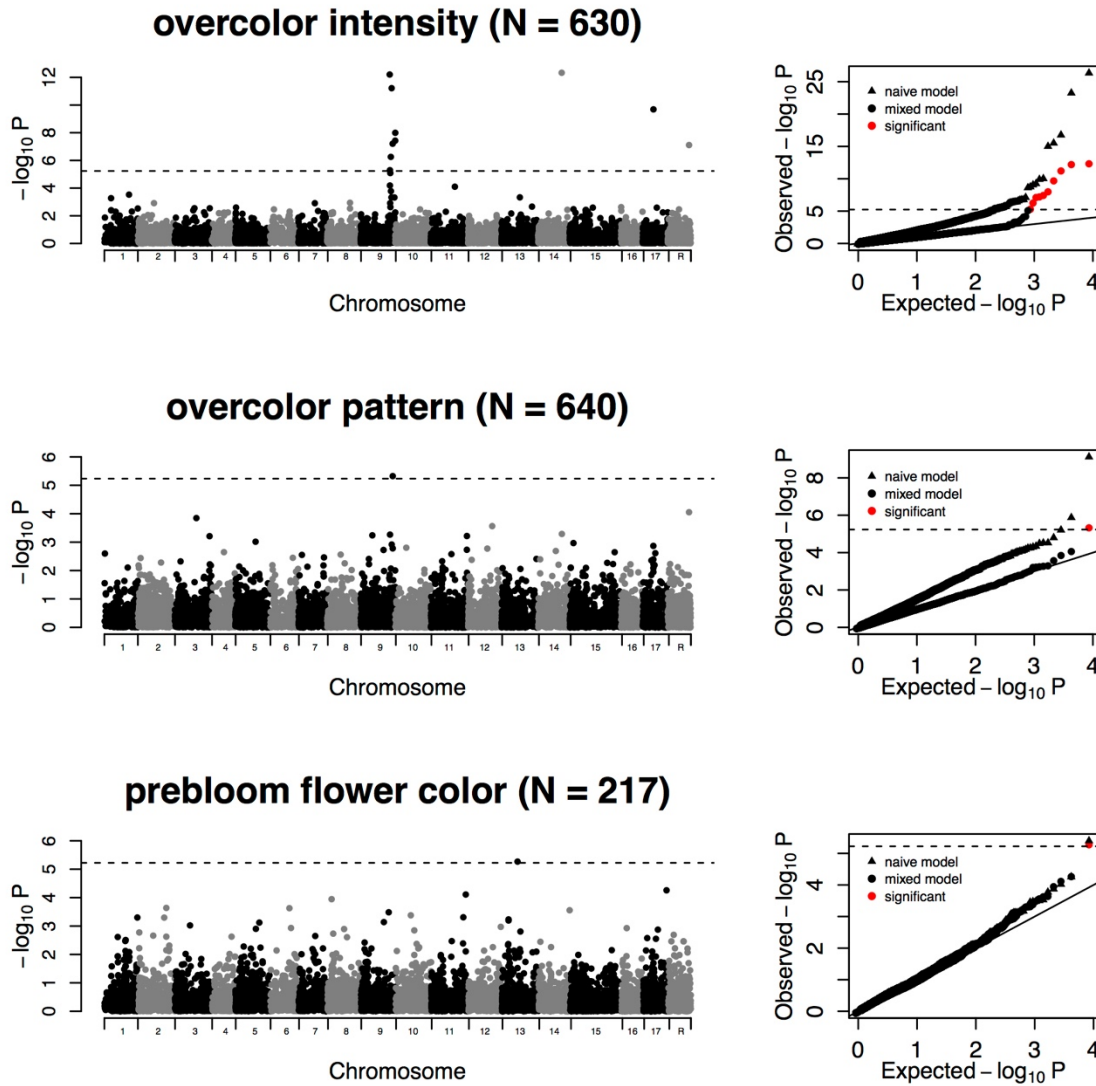 overcolor intensity (N = 630)
− log₁₀ P
0 2 4 6 8 12
1 2 3 4 5 6 7 8 9 10 11 12 13 14 15 16 17 R
Chromosome
Observed − log₁₀ P
0 5 15 25
naive model
mixed model
significant
0 1 2 3 4
Expected − log₁₀ P
overcolor pattern (N = 640)
− log₁₀ P
0 1 2 3 4 5 6
1 2 3 4 5 6 7 8 9 10 11 12 13 14 15 16 17 R
Chromosome
Observed − log₁₀ P
0 2 4 6 8
naive model
mixed model
significant
0 1 2 3 4
Expected − log₁₀ P
prebloom flower color (N = 217)
− log₁₀ P
0 1 2 3 4 5 6
1 2 3 4 5 6 7 8 9 10 11 12 13 14 15 16 17 R
Chromosome
Observed − log₁₀ P
0 2 4
naive model
mixed model
significant
0 1 2 3 4
Expected − log₁₀ P